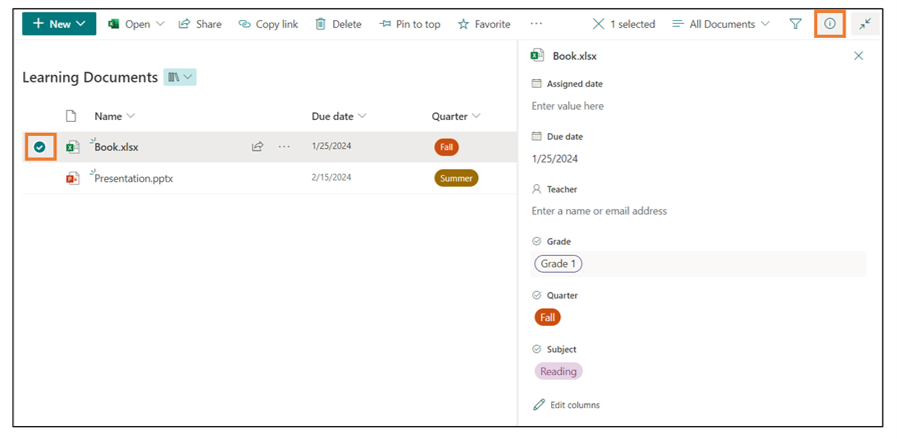 New Open Share Copy link Delete Pin to top Favorite ... 1 selected All Documents
Learning Documents
Name Due date Quarter
Book.xlsx ... 1/25/2024 Fall
Presentation.pptx 2/15/2024 Summer
Book.xlsx
Assigned date
Enter value here
Due date
1/25/2024
Teacher
Enter a name or email address
Grade
Grade 1
Quarter
Fall
Subject
Reading
Edit columns